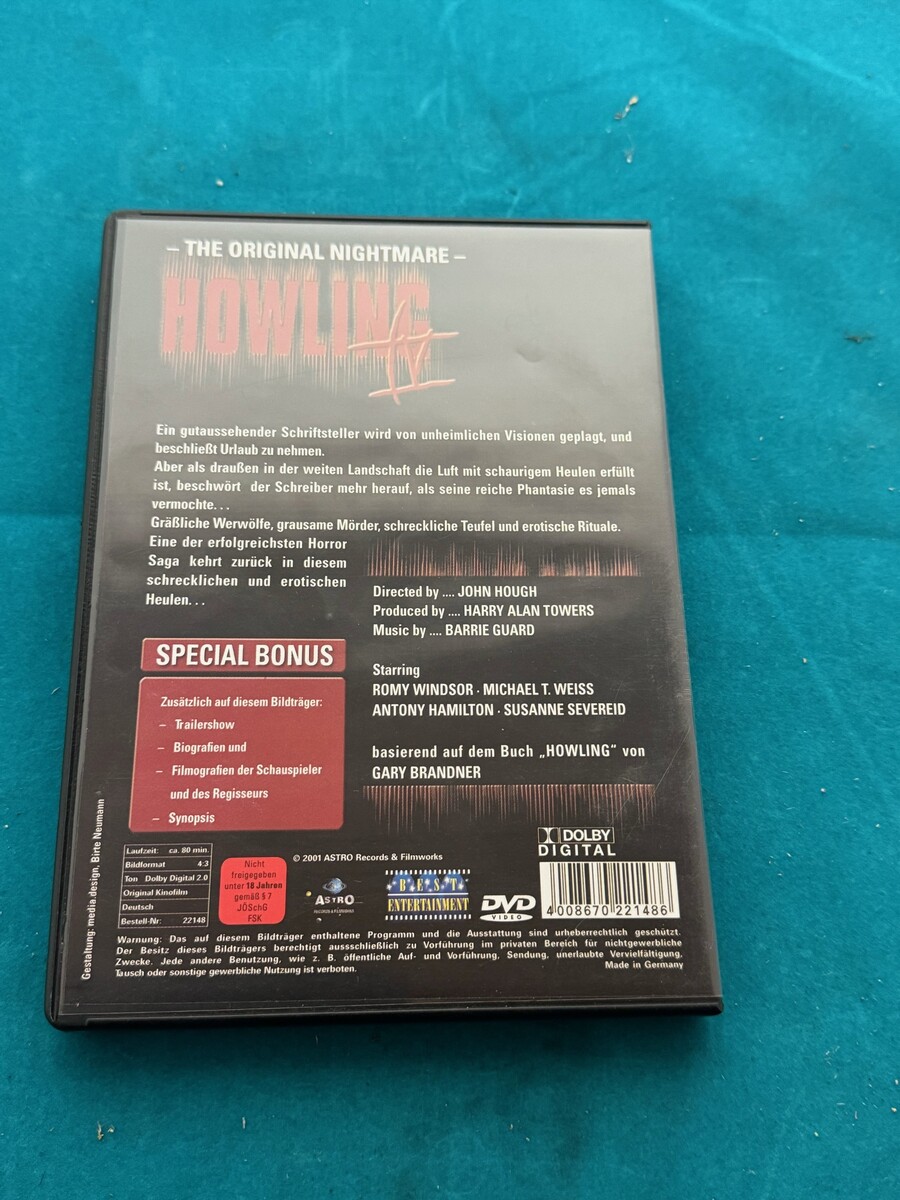 – THE ORIGINAL NIGHTMARE –
HOWLING
IV
Ein gutaussehender Schriftsteller wird von unheimlichen Visionen geplagt, und
beschließt Urlaub zu nehmen.
Aber als draußen in der weiten Landschaft die Luft mit schaurigem Heulen erfüllt
ist, beschwört der Schreiber mehr herauf, als seine reiche Phantasie es jemals
vermochte...
Gräßliche Werwölfe, grausame Mörder, schreckliche Teufel und erotische Rituale.
Eine der erfolgreichsten Horror
Saga kehrt zurück in diesem
schrecklichen und erotischen
Heulen...
Directed by .... JOHN HOUGH
Produced by .... HARRY ALAN TOWERS
Music by .... BARRIE GUARD
Starring
ROMY WINDSOR · MICHAEL T. WEISS
ANTONY HAMILTON · SUSANNE SEVEREID
basierend auf dem Buch „HOWLING“ von
GARY BRANDNER
SPECIAL BONUS
Zusätzlich auf diesem Bildträger:
– Trailershow
– Biografien und
– Filmografien der Schauspieler
und des Regisseurs
– Synopsis
Gestaltung: media.design, Birte Neumann
Laufzeit: ca. 80 min.
Bildformat 4:3
Ton Dolby Digital 2.0
Original Kinofilm
Deutsch
Bestell-Nr: 22148
Nicht
freigegeben
unter 18 Jahren
gemäß § 7
JÖSchG
FSK
© 2001 ASTRO Records & Filmworks
ASTRO
RECORDS & FILMWORKS
BEST
ENTERTAINMENT
DVD
VIDEO
DOLBY
DIGITAL
4 008670 221486
Warnung: Das auf diesem Bildträger enthaltene Programm und die Ausstattung sind urheberrechtlich geschützt.
Der Besitz dieses Bildträgers berechtigt aussschließlich zu Vorführung im privaten Bereich für nichtgewerbliche
Zwecke. Jede andere Benutzung, wie z. B. öffentliche Auf- und Vorführung, Sendung, unerlaubte Vervielfältigung,
Tausch oder sonstige gewerbliche Nutzung ist verboten.
Made in Germany